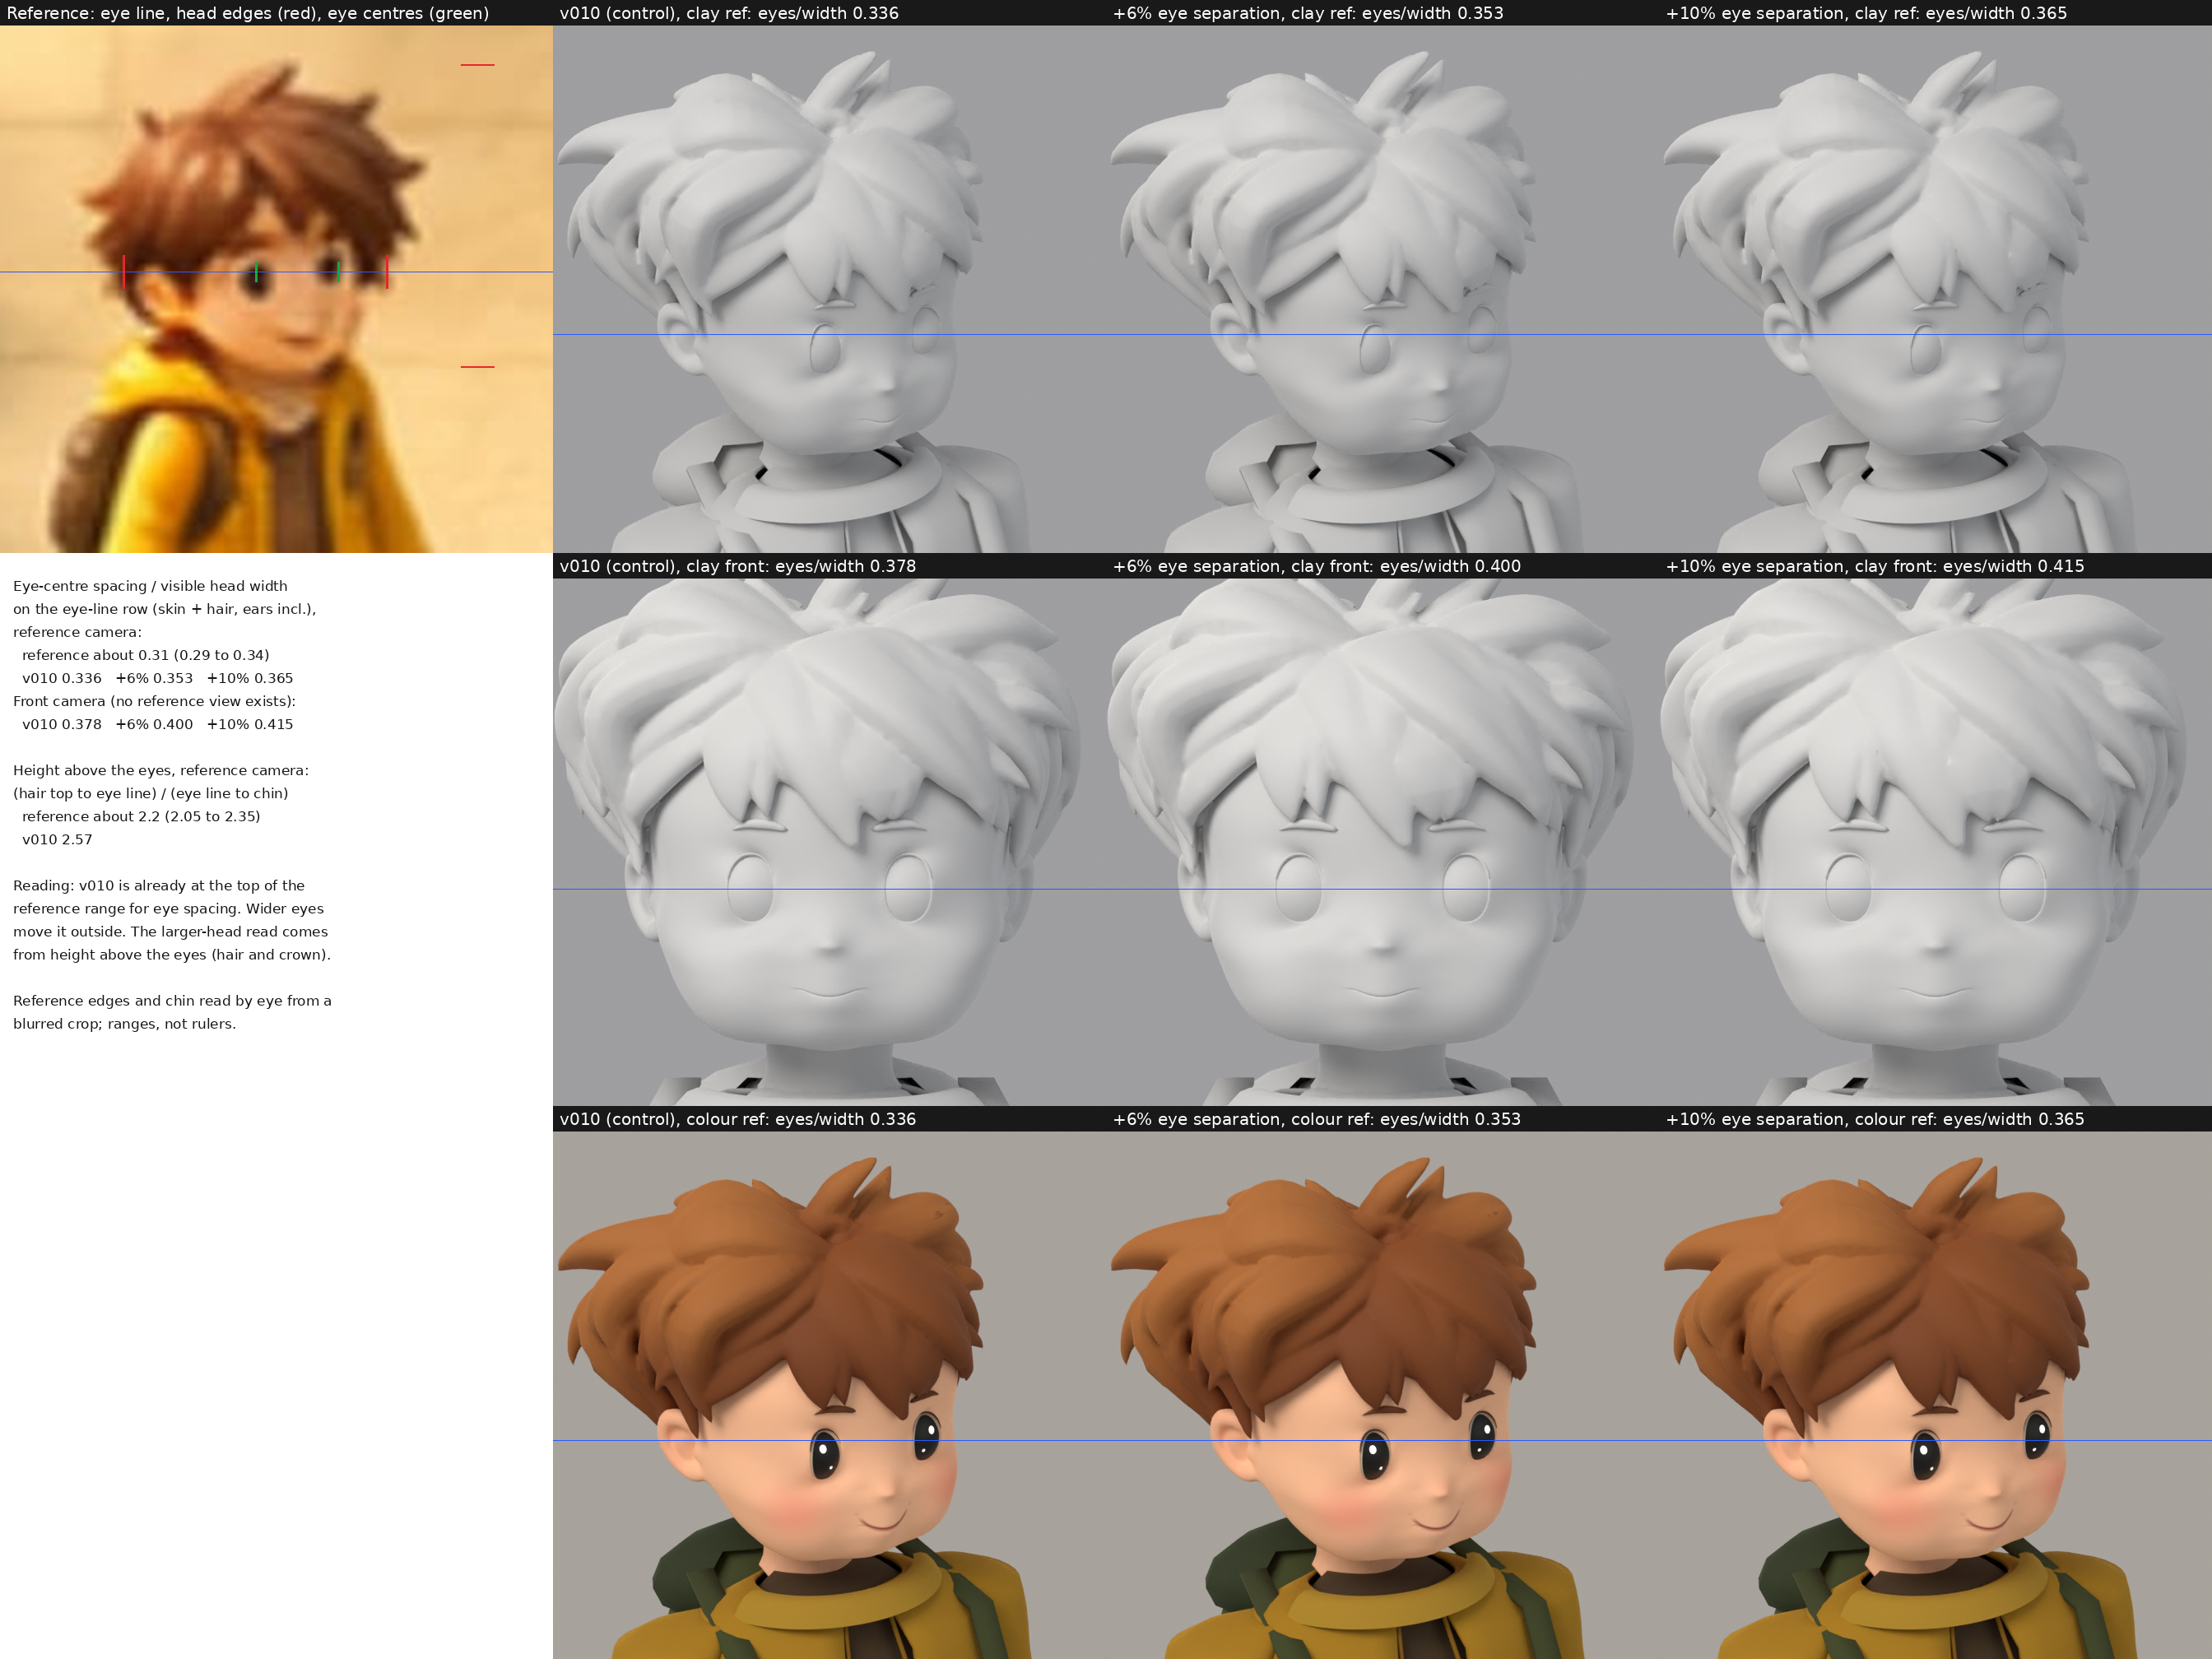 Reference: eye line, head edges (red), eye centres (green)
v010 (control), clay ref: eyes/width 0.336
+6% eye separation, clay ref: eyes/width 0.353
+10% eye separation, clay ref: eyes/width 0.365
v010 (control), clay front: eyes/width 0.378
+6% eye separation, clay front: eyes/width 0.400
+10% eye separation, clay front: eyes/width 0.415
Eye-centre spacing / visible head width
on the eye-line row (skin + hair, ears incl.),
reference camera:
reference about 0.31 (0.29 to 0.34)
v010 0.336 +6% 0.353 +10% 0.365
Front camera (no reference view exists):
v010 0.378 +6% 0.400 +10% 0.415
Height above the eyes, reference camera:
(hair top to eye line) / (eye line to chin)
reference about 2.2 (2.05 to 2.35)
v010 2.57
Reading: v010 is already at the top of the
reference range for eye spacing. Wider eyes
move it outside. The larger-head read comes
from height above the eyes (hair and crown).
Reference edges and chin read by eye from a
blurred crop; ranges, not rulers.
v010 (control), colour ref: eyes/width 0.336
+6% eye separation, colour ref: eyes/width 0.353
+10% eye separation, colour ref: eyes/width 0.365